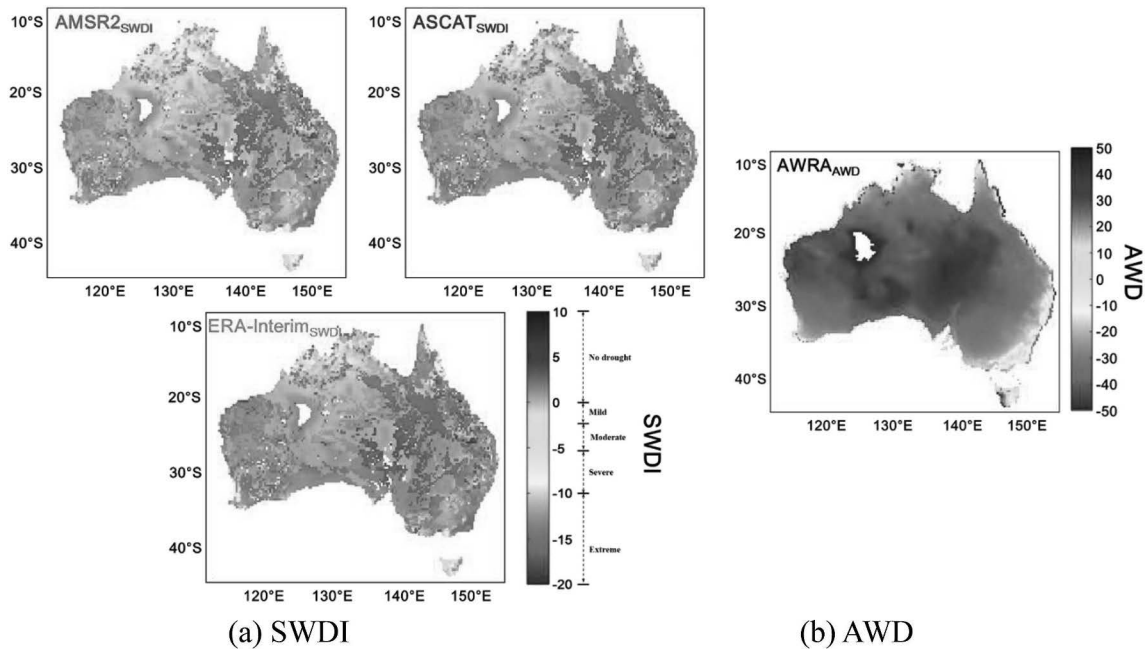 AMSR2SWDI
10°S
20°S
30°S
40°S
120°E 130°E 140°E 150°E
ASCATSWDI
10°S
20°S
30°S
40°S
120°E 130°E 140°E 150°E
ERA-InterimSWDI
10°S
20°S
30°S
40°S
120°E 130°E 140°E 150°E
10
5
0
-5
-10
-15
-20
No drought
Mild
Moderate
Severe
Extreme
SWDI
(a) SWDI
AWRAAWD
10°S
20°S
30°S
40°S
120°E 130°E 140°E 150°E
50
40
30
20
10
0
-10
-20
-30
-40
-50
AWD
(b) AWD